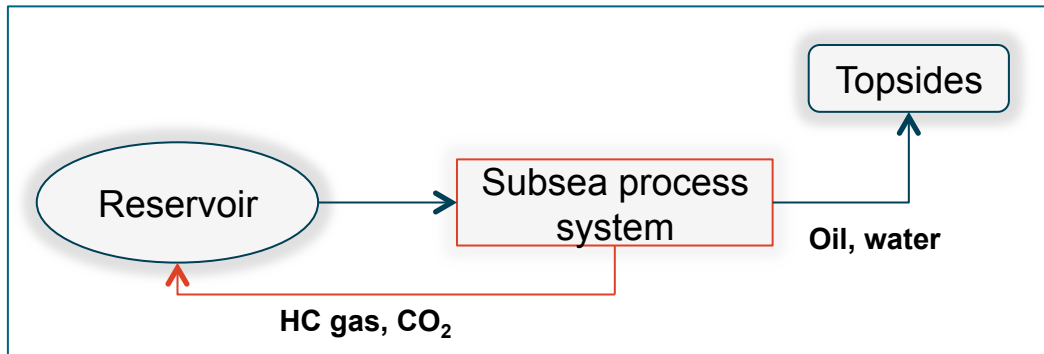 Topsides
Reservoir
Subsea process
system
Oil, water
HC gas, CO₂